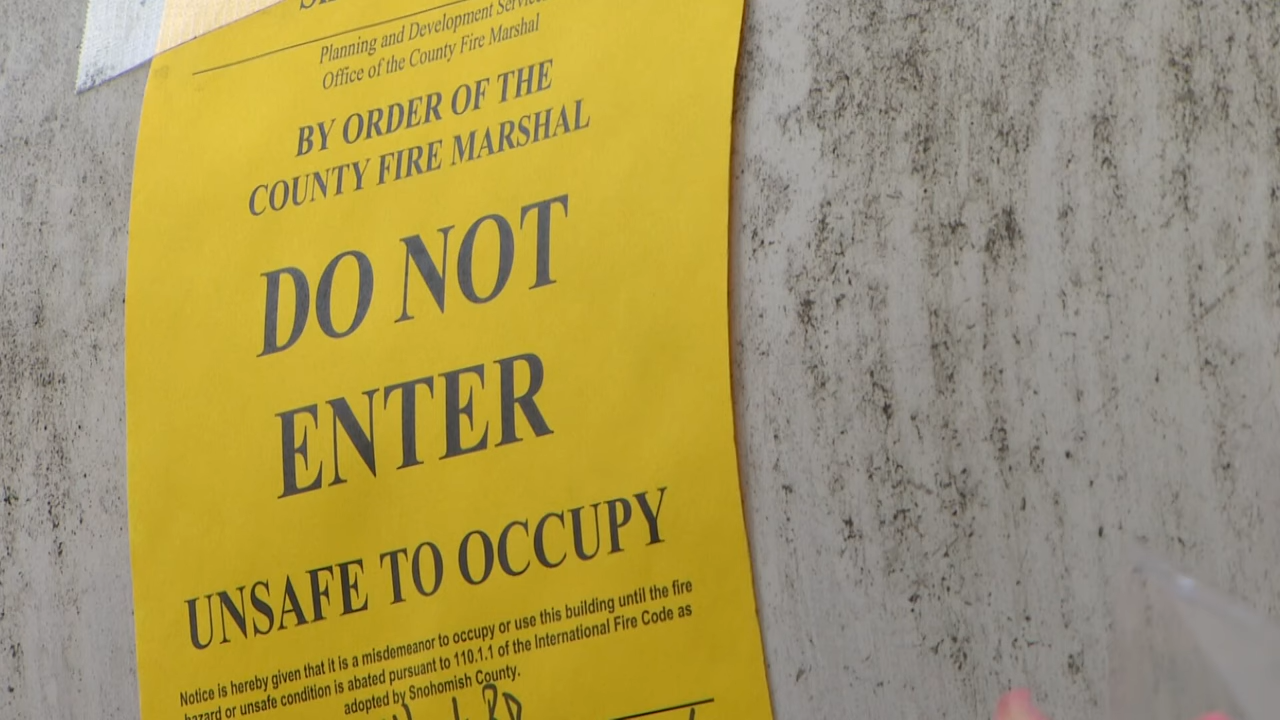 Planning and Development Services
Office of the County Fire Marshal
BY ORDER OF THE
COUNTY FIRE MARSHAL
DO NOT
ENTER
UNSAFE TO OCCUPY
Notice is hereby given that it is a misdemeanor to occupy or use this building until the fire
hazard or unsafe condition is abated pursuant to 110.1.1 of the International Fire Code as
adopted by Snohomish County.